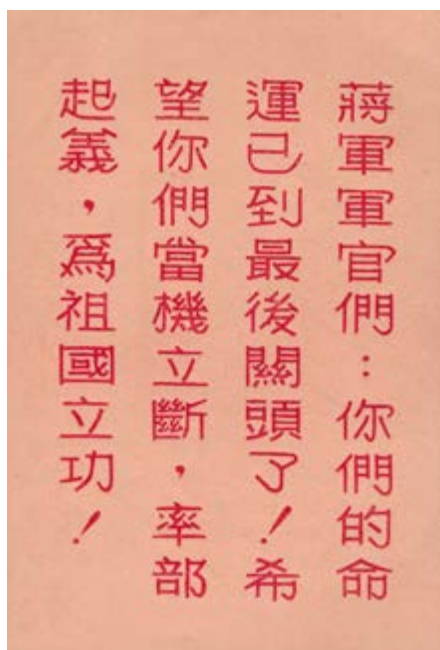 蔣軍軍官們：你們的命
運已到最後關頭了！希
望你們當機立斷，率部
起義，爲祖國立功！